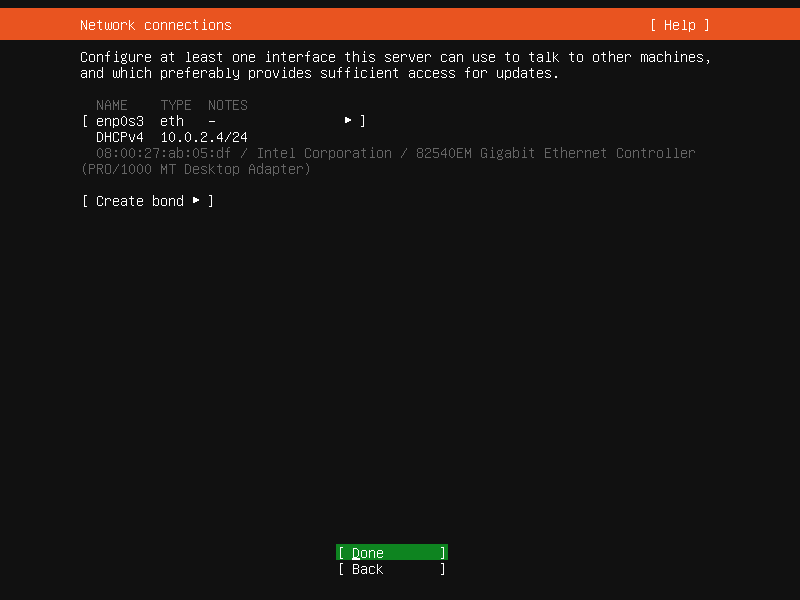 Network connections [ Help ]
Configure at least one interface this server can use to talk to other machines,
and which preferably provides sufficient access for updates.
NAME TYPE NOTES
[ enp0s3 eth - ▸ ]
DHCPv4 10.0.2.4/24
08:00:27:ab:05:df / Intel Corporation / 82540EM Gigabit Ethernet Controller
(PRO/1000 MT Desktop Adapter)
[ Create bond ▸ ]
[ Done ]
[ Back ]